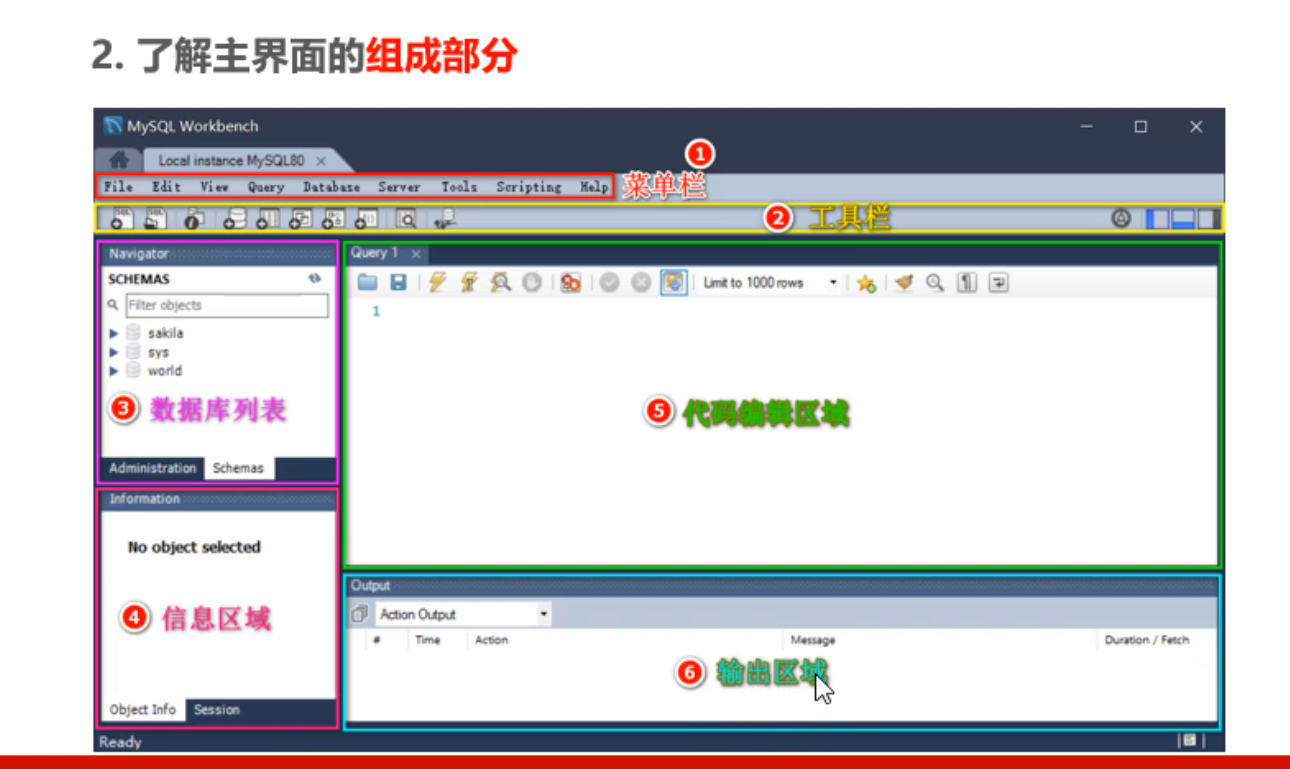 2. 了解主界面的组成部分
MySQL Workbench
Local instance MySQL80
1
File Edit View Query Database Server Tools Scripting Help 菜单栏
2 工具栏
Navigator
Query 1
SCHEMAS
Limit to 1000 rows
Filter objects
1
sakila
sys
world
3 数据库列表
5 代码编辑区域
Administration Schemas
Information
No object selected
Output
4 信息区域
Action Output
# Time Action Message Duration / Fetch
6 输出区域
Object Info Session
Ready